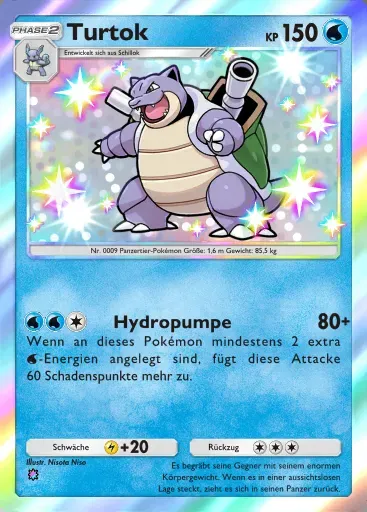 PHASE 2 Turtok KP 150
Entwickelt sich aus Schillok
Nr. 0009 Panzertier-Pokémon Größe: 1,6 m Gewicht: 85,5 kg
Hydropumpe 80+
Wenn an dieses Pokémon mindestens 2 extra
-Energien angelegt sind, fügt diese Attacke
60 Schadenspunkte mehr zu.
Schwäche +20 Rückzug
Illustr. Nisota Niso
Es begräbt seine Gegner mit seinem enormen
Körpergewicht. Wenn es in einer aussichtslosen
Lage steckt, zieht es sich in seinen Panzer zurück.